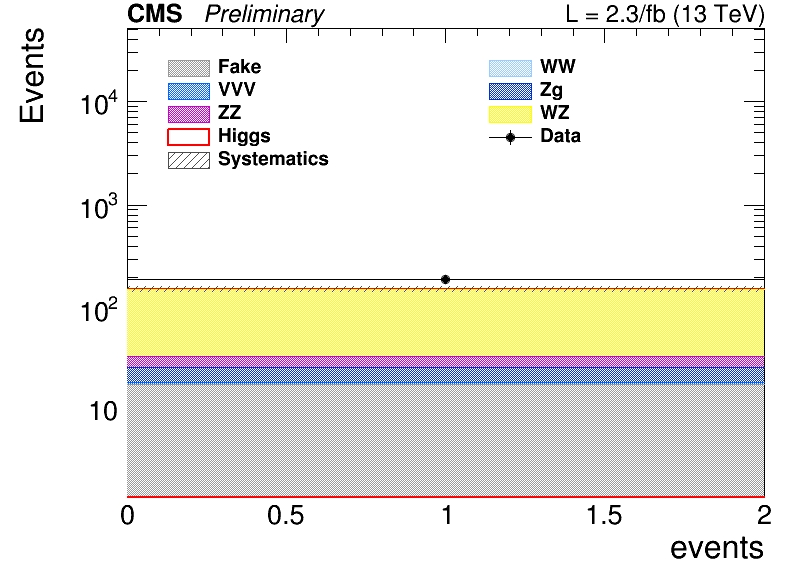 CMS Preliminary L = 2.3/fb (13 TeV)
Events
Fake WW
VVV Zg
ZZ WZ
Higgs Data
Systematics
10^4
10^3
10^2
10
0 0.5 1 1.5 2
events